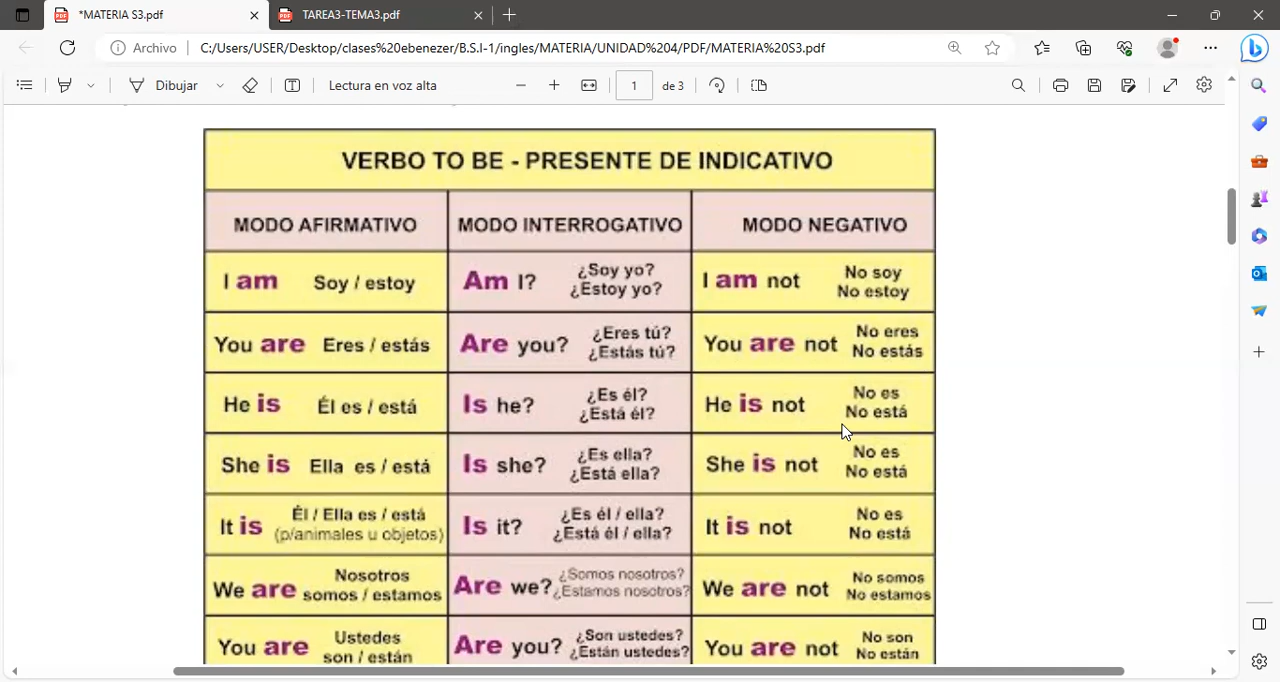 *MATERIA S3.pdf
TAREA3-TEMA3.pdf
Archivo C:/Users/USER/Desktop/clases%20ebenezer/B.S.I-1/ingles/MATERIA/UNIDAD%204/PDF/MATERIA%20S3.pdf
Dibujar Lectura en voz alta 1 de 3
VERBO TO BE - PRESENTE DE INDICATIVO
MODO AFIRMATIVO MODO INTERROGATIVO MODO NEGATIVO
I am Soy / estoy Am I? ¿Soy yo? ¿Estoy yo? I am not No soy No estoy
You are Eres / estás Are you? ¿Eres tú? ¿Estás tú? You are not No eres No estás
He is Él es / está Is he? ¿Es él? ¿Está él? He is not No es No está
She is Ella es / está Is she? ¿Es ella? ¿Está ella? She is not No es No está
It is Él / Ella es / está (p/animales u objetos) Is it? ¿Es él / ella? ¿Está él / ella? It is not No es No está
We are Nosotros somos / estamos Are we? ¿Somos nosotros? ¿Estamos nosotros? We are not No somos No estamos
You are Ustedes son / están Are you? ¿Son ustedes? ¿Están ustedes? You are not No son No están